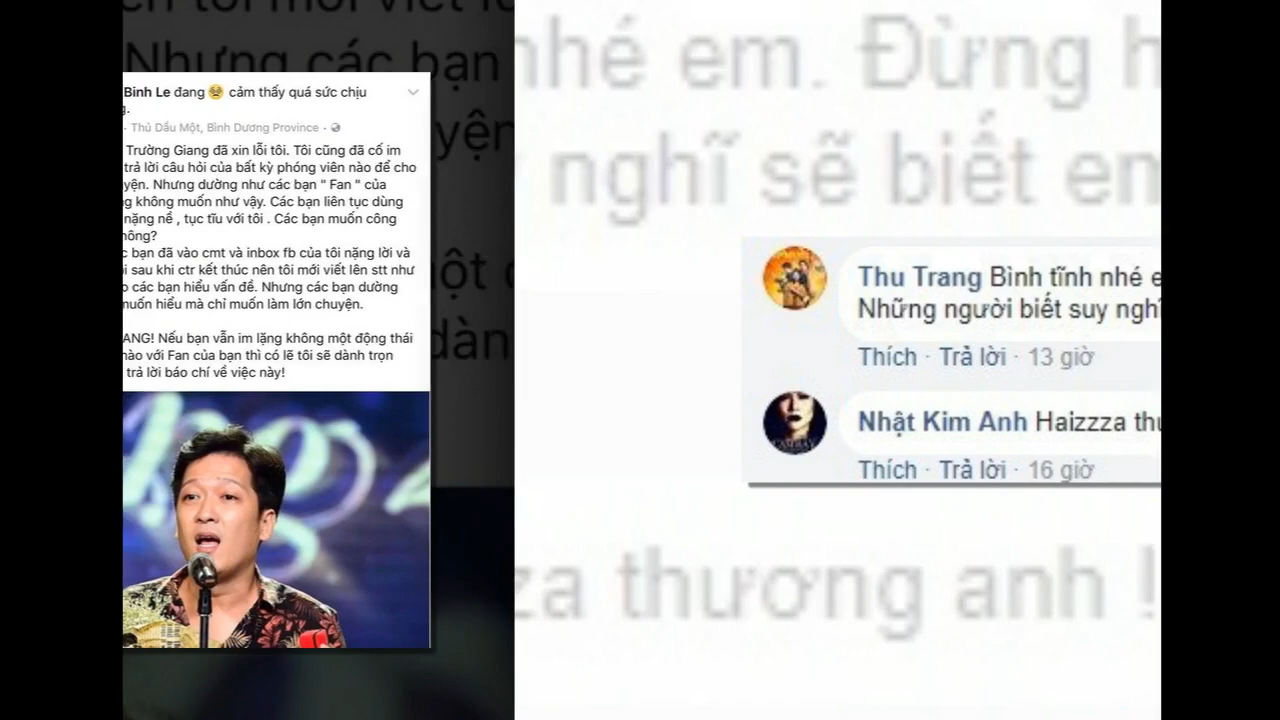 Nhưng các bạn
Binh Le đang cảm thấy quá sức chịu
· Thủ Dầu Một, Bình Dương Province ·
Trường Giang đã xin lỗi tôi. Tôi cũng đã cố im
trả lời câu hỏi của bất kỳ phóng viên nào để cho
yện. Nhưng dường như các bạn " Fan " của
g không muốn như vậy. Các bạn liên tục dùng
nặng nề , tục tĩu với tôi . Các bạn muốn công
hông?
c bạn đã vào cmt và inbox fb của tôi nặng lời và
i sau khi ctr kết thúc nên tôi mới viết lên stt như
o các bạn hiểu vấn đề. Nhưng các bạn dường
muốn hiểu mà chỉ muốn làm lớn chuyện.
ANG! Nếu bạn vẫn im lặng không một động thái
nào với Fan của bạn thì có lẽ tôi sẽ dành trọn
trả lời báo chí về việc này!
nhé em. Đừng h
nghĩ sẽ biết em
Thu Trang Bình tĩnh nhé e
Những người biết suy nghĩ
Thích · Trả lời · 13 giờ
Nhật Kim Anh Haizzza thư
Thích · Trả lời · 16 giờ
za thương anh !